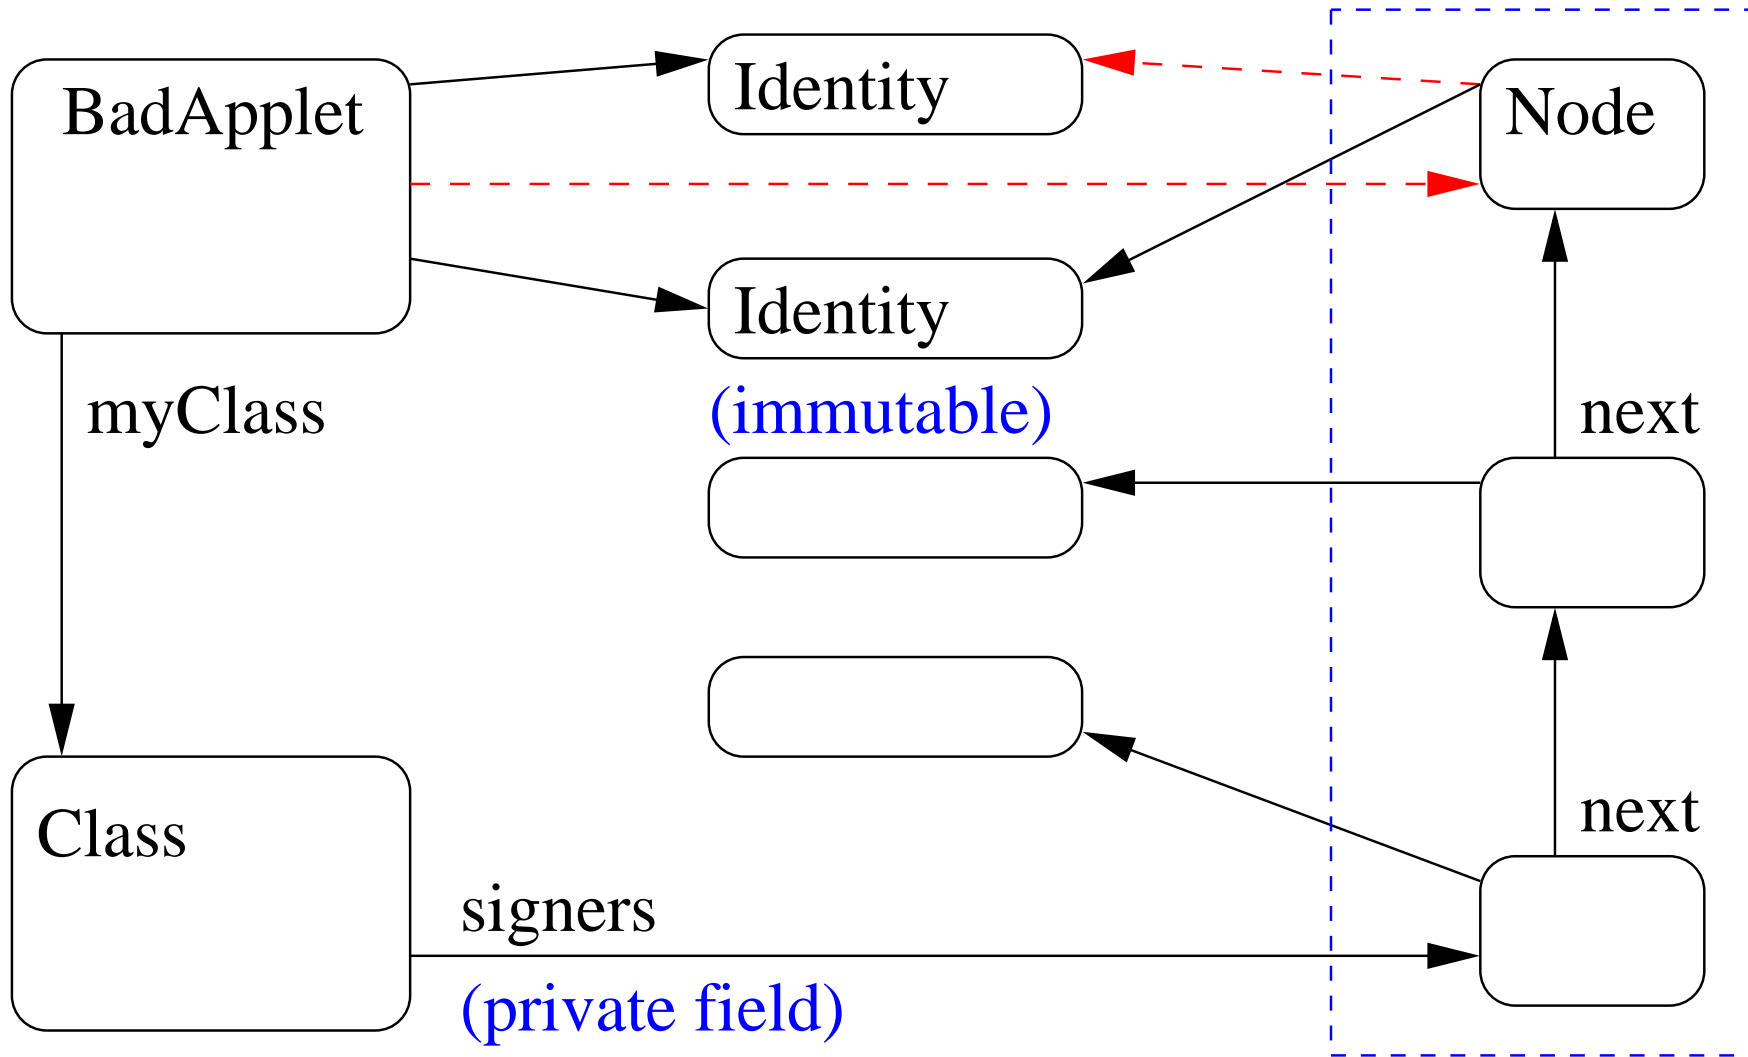 BadApplet
Identity
Node
Identity
myClass
(immutable)
next
Class
next
signers
(private field)